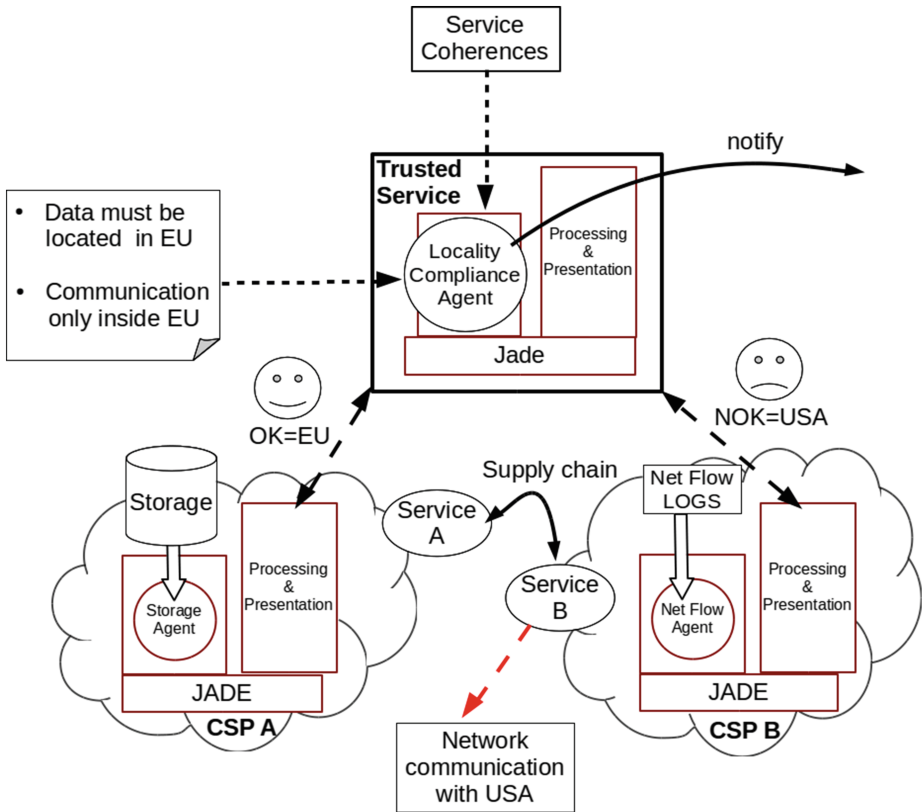 Service
Coherences
notify
Trusted
Service
• Data must be
located in EU
• Communication
only inside EU
Locality
Compliance
Agent
Processing
&
Presentation
Jade
OK=EU
NOK=USA
Storage
Supply chain
Net Flow
LOGS
Service
A
Processing
&
Presentation
Storage
Agent
Service
B
Processing
&
Presentation
Net Flow
Agent
JADE
CSP A
JADE
CSP B
Network
communication
with USA